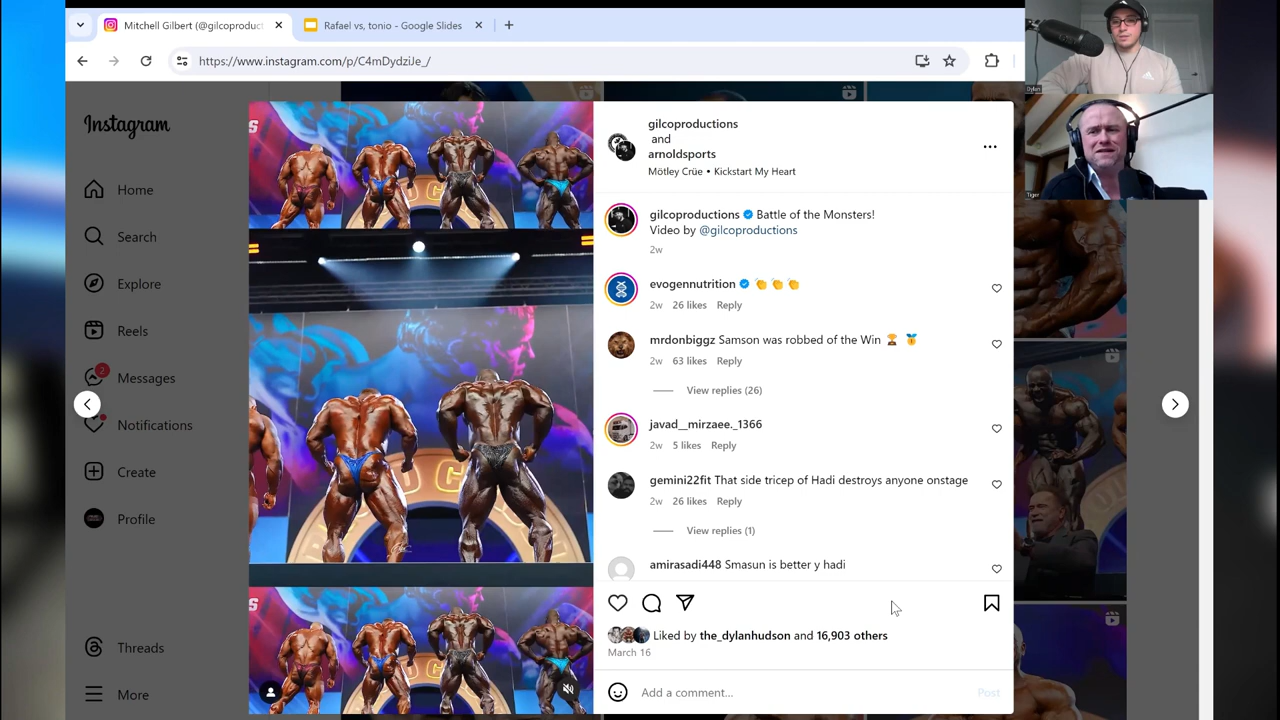 Mitchell Gilbert (@gilcoproduct
Rafael vs, tonio - Google Slides
https://www.instagram.com/p/C4mDydziJe_/
Instagram
Home
Search
Explore
Reels
2
Messages
Notifications
Create
Profile
Threads
More
gilcoproductions
and
arnoldsports
Mötley Crüe • Kickstart My Heart
gilcoproductions Battle of the Monsters!
Video by @gilcoproductions
2w
evogennutrition 👏 👏 👏
2w 26 likes Reply
mrdonbiggz Samson was robbed of the Win 🏆 🥇
2w 63 likes Reply
View replies (26)
javad__mirzaee._1366
2w 5 likes Reply
gemini22fit That side tricep of Hadi destroys anyone onstage
2w 26 likes Reply
View replies (1)
amirasadi448 Smasun is better y hadi
Liked by the_dylanhudson and 16,903 others
March 16
Add a comment...
Post
Dylan
Tiger